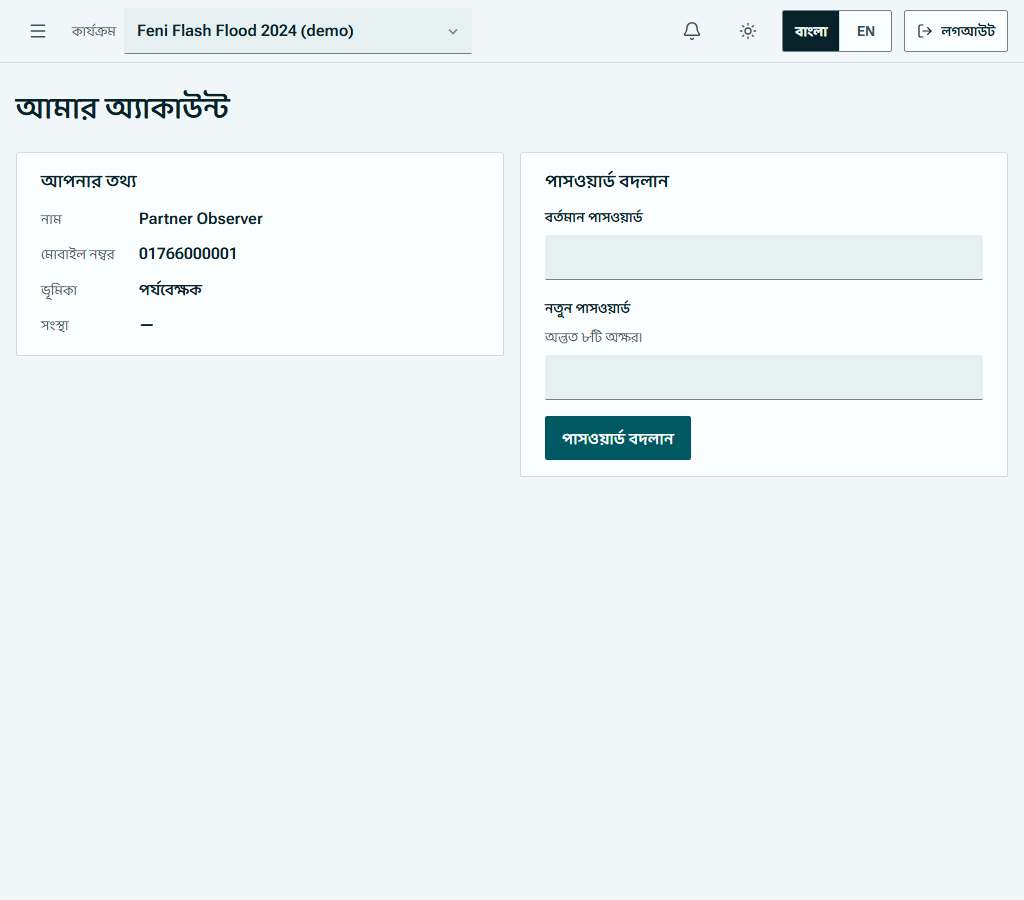 কার্যক্রম
Feni Flash Flood 2024 (demo)
বাংলা
EN
লগআউট
আমার অ্যাকাউন্ট
আপনার তথ্য
নাম
Partner Observer
মোবাইল নম্বর
01766000001
ভূমিকা
পর্যবেক্ষক
সংস্থা
—
পাসওয়ার্ড বদলান
বর্তমান পাসওয়ার্ড
নতুন পাসওয়ার্ড
অন্তত ৮টি অক্ষর।
পাসওয়ার্ড বদলান